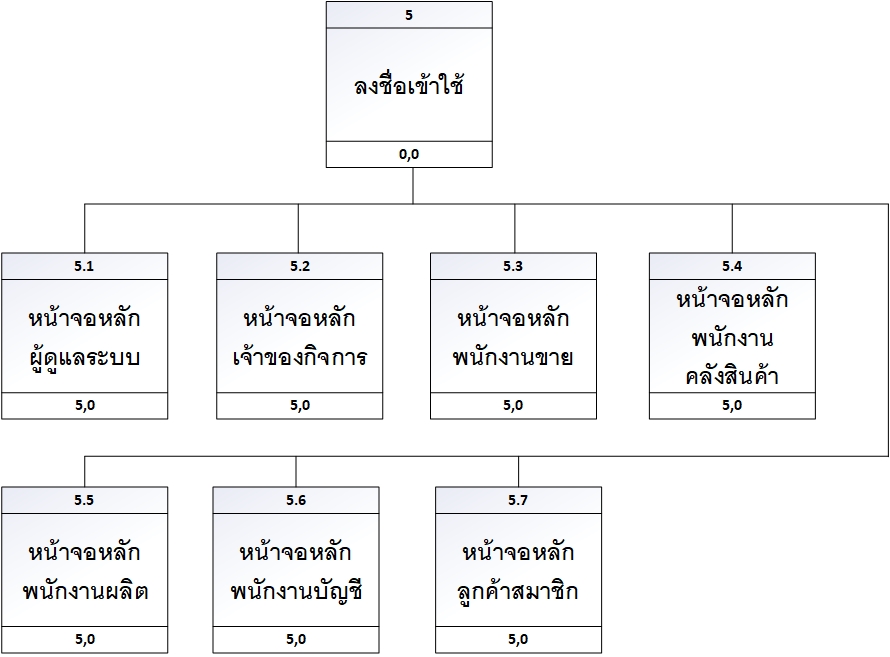 5
ลงชื่อเข้าใช้
0,0
5.1
หน้าจอหลัก
ผู้ดูแลระบบ
5,0
5.2
หน้าจอหลัก
เจ้าของกิจการ
5,0
5.3
หน้าจอหลัก
พนักงานขาย
5,0
5.4
หน้าจอหลัก
พนักงาน
คลังสินค้า
5,0
5.5
หน้าจอหลัก
พนักงานผลิต
5,0
5.6
หน้าจอหลัก
พนักงานบัญชี
5,0
5.7
หน้าจอหลัก
ลูกค้าสมาชิก
5,0